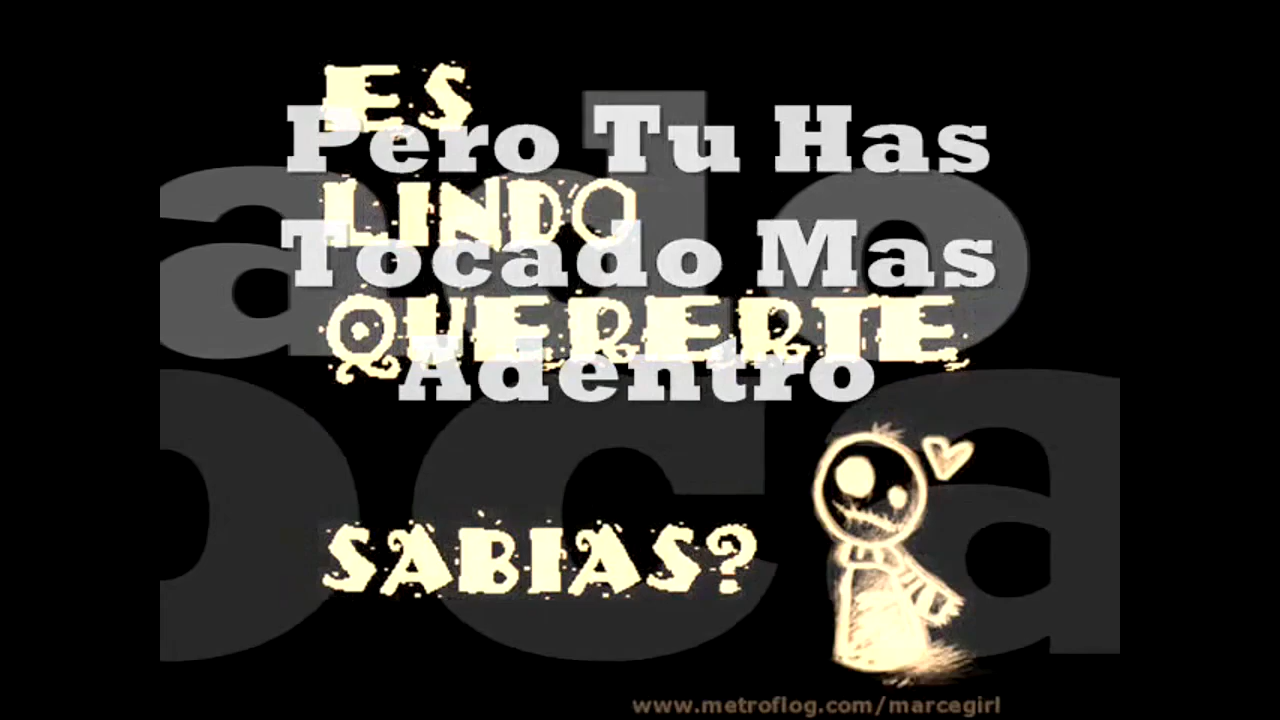 ES
Pero Tu Has
LINDO
Tocado Mas
QUERERTE
Adentro
SABIAS?
www.metroflog.com/marcegirl